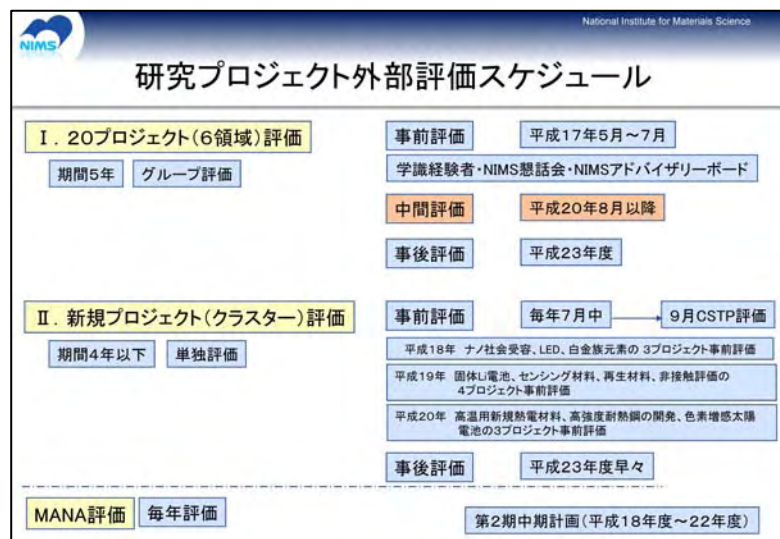 NIMS
National Institute for Materials Science
研究プロジェクト外部評価スケジュール
Ⅰ．20プロジェクト(6領域)評価
期間5年
グループ評価
事前評価
平成17年5月～7月
学識経験者・NIMS懇話会・NIMSアドバイザリーボード
中間評価
平成20年8月以降
事後評価
平成23年度
Ⅱ．新規プロジェクト(クラスター)評価
期間4年以下
単独評価
事前評価
毎年7月中
9月CSTP評価
平成18年 ナノ社会受容、LED、白金族元素の 3プロジェクト事前評価
平成19年 固体Li電池、センシング材料、再生材料、非接触評価の
4プロジェクト事前評価
平成20年 高温用新規熱電材料、高強度耐熱鋼の開発、色素増感太陽
電池の3プロジェクト事前評価
事後評価
平成23年度早々
MANA評価
毎年評価
第2期中期計画(平成18年度～22年度)